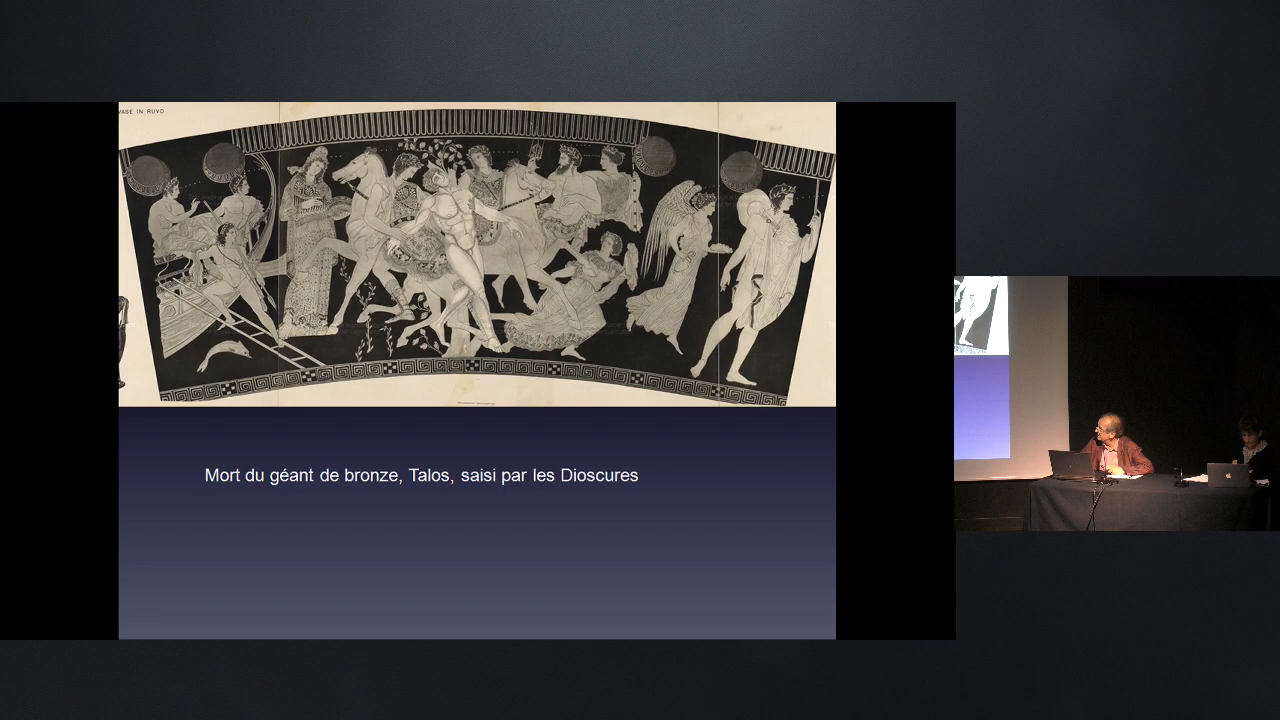 VASE IN RUVO
Mort du géant de bronze, Talos, saisi par les Dioscures